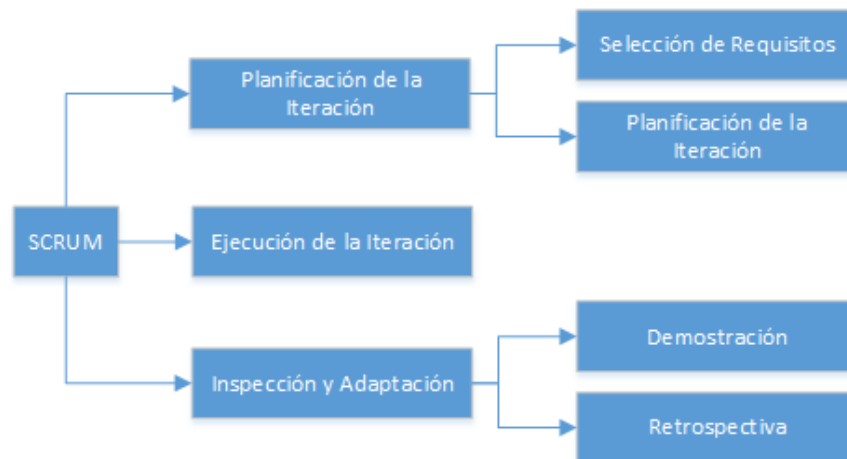 Selección de Requisitos
Planificación de la
Iteración
Planificación de la
Iteración
SCRUM
Ejecución de la Iteración
Demostración
Inspección y Adaptación
Retrospectiva